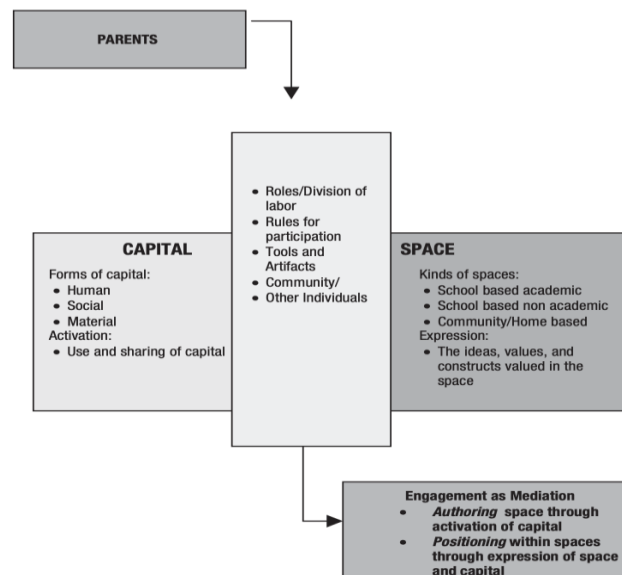 PARENTS
• Roles/Division of
labor
• Rules for
participation
• Tools and
Artifacts
• Community/
• Other Individuals
CAPITAL
Forms of capital:
• Human
• Social
• Material
Activation:
• Use and sharing of capital
SPACE
Kinds of spaces:
• School based academic
• School based non academic
• Community/Home based
Expression:
• The ideas, values, and
constructs valued in the
space
Engagement as Mediation
• Authoring space through
activation of capital
• Positioning within spaces
through expression of space
and capital